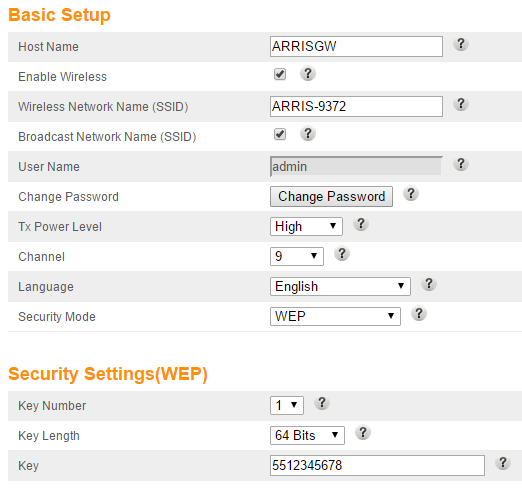 Basic Setup
Host Name ARRISGW ?
Enable Wireless ?
Wireless Network Name (SSID) ARRIS-9372 ?
Broadcast Network Name (SSID) ?
User Name admin ?
Change Password Change Password ?
Tx Power Level High ?
Channel 9 ?
Language English ?
Security Mode WEP ?
Security Settings(WEP)
Key Number 1 ?
Key Length 64 Bits ?
Key 5512345678 ?